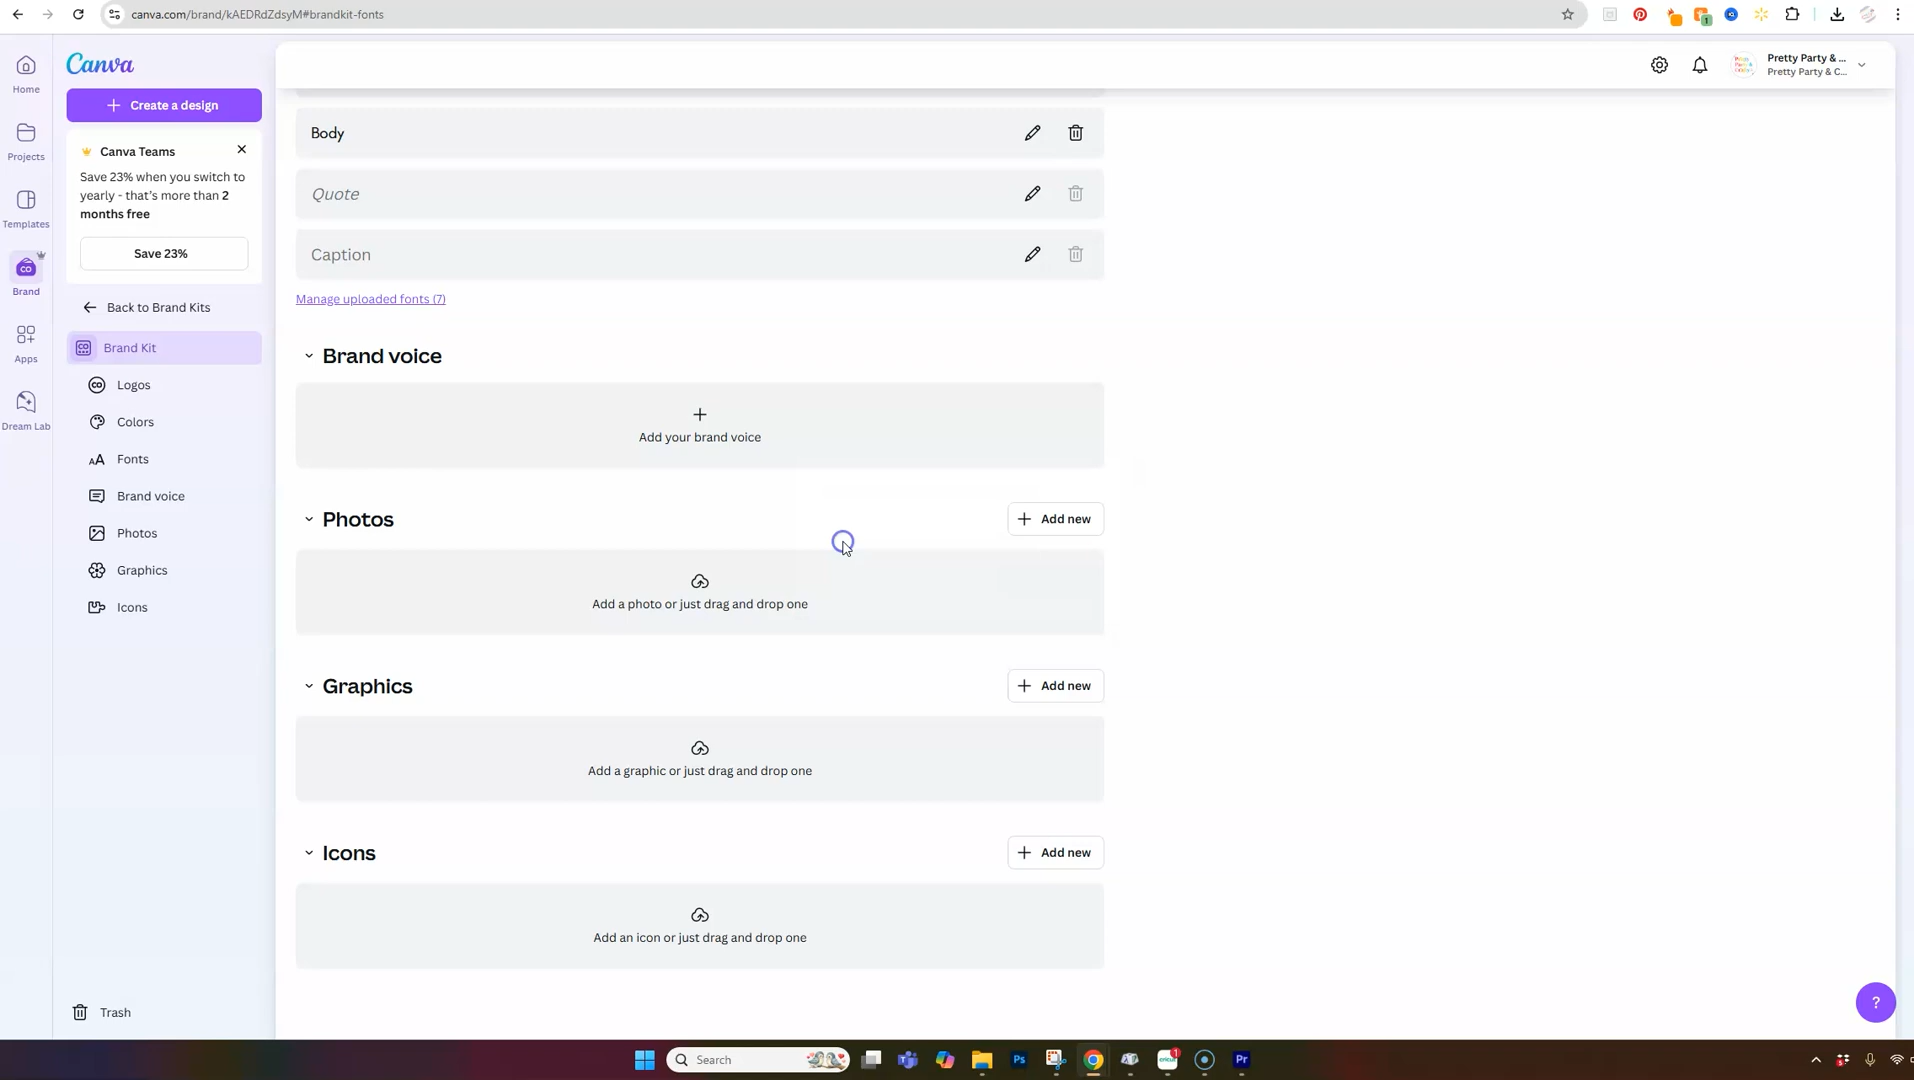 canva.com/brand/kAEDRdZdsyM#brandkit-fonts
Canva
Create a design
Canva Teams
Save 23% when you switch to
yearly - that's more than 2
months free
Save 23%
Back to Brand Kits
Brand Kit
Logos
Colors
Fonts
Brand voice
Photos
Graphics
Icons
Trash
Home
Projects
Templates
CO
Brand
Apps
Dream Lab
Pretty Party & ...
Pretty Party & C...
Body
Quote
Caption
Manage uploaded fonts (7)
Brand voice
Add your brand voice
Photos
Add new
Add a photo or just drag and drop one
Graphics
Add new
Add a graphic or just drag and drop one
Icons
Add new
Add an icon or just drag and drop one
?
Search
Ps
Pr